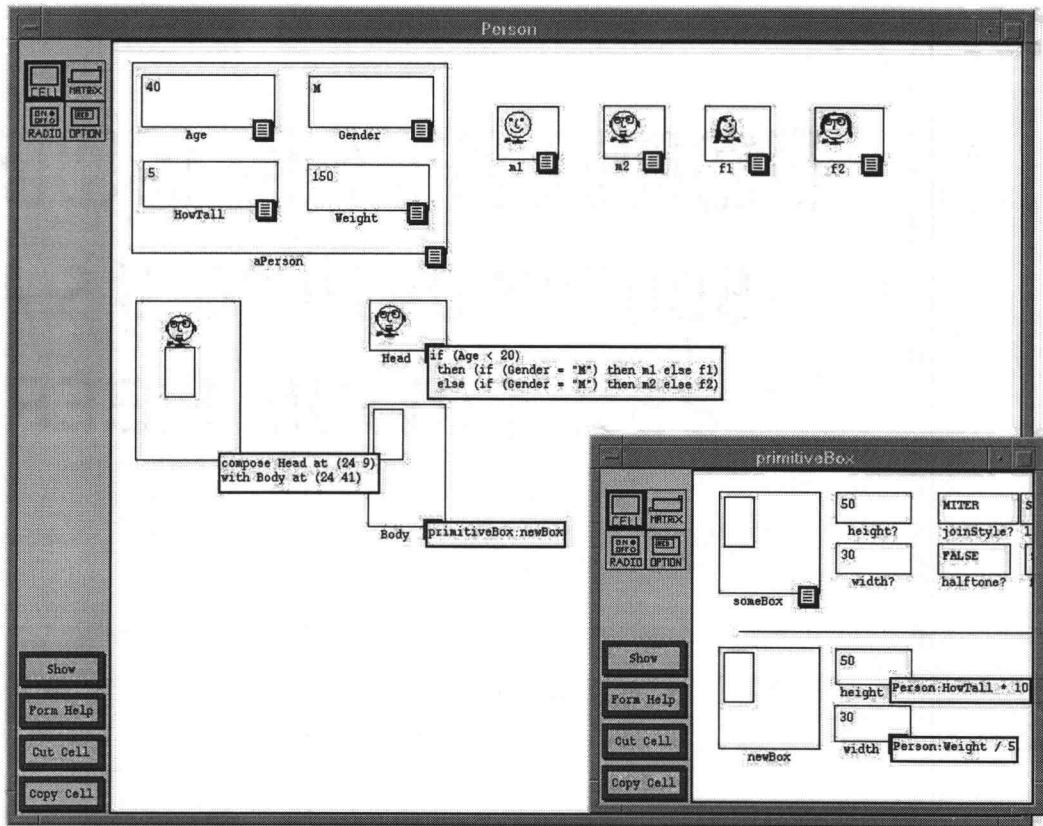 Person
CELL MATRIX
RADIO OPTION
ON OFF
40
Age
M
Gender
5
HowTall
150
Weight
aPerson
m1
m2
f1
f2
Head
if (Age < 20)
then (if (Gender = "M") then m1 else f1)
else (if (Gender = "M") then m2 else f2)
compose Head at (24 9)
with Body at (24 41)
Body
primitiveBox:newBox
Show
Form Help
Cut Cell
Copy Cell
primitiveBox
CELL MATRIX
RADIO OPTION
ON OFF
someBox
50
height?
MITER
joinStyle?
S
l
30
width?
FALSE
halftone?
newBox
50
height
Person:HowTall * 10
30
width
Person:Weight / 5
Show
Form Help
Cut Cell
Copy Cell